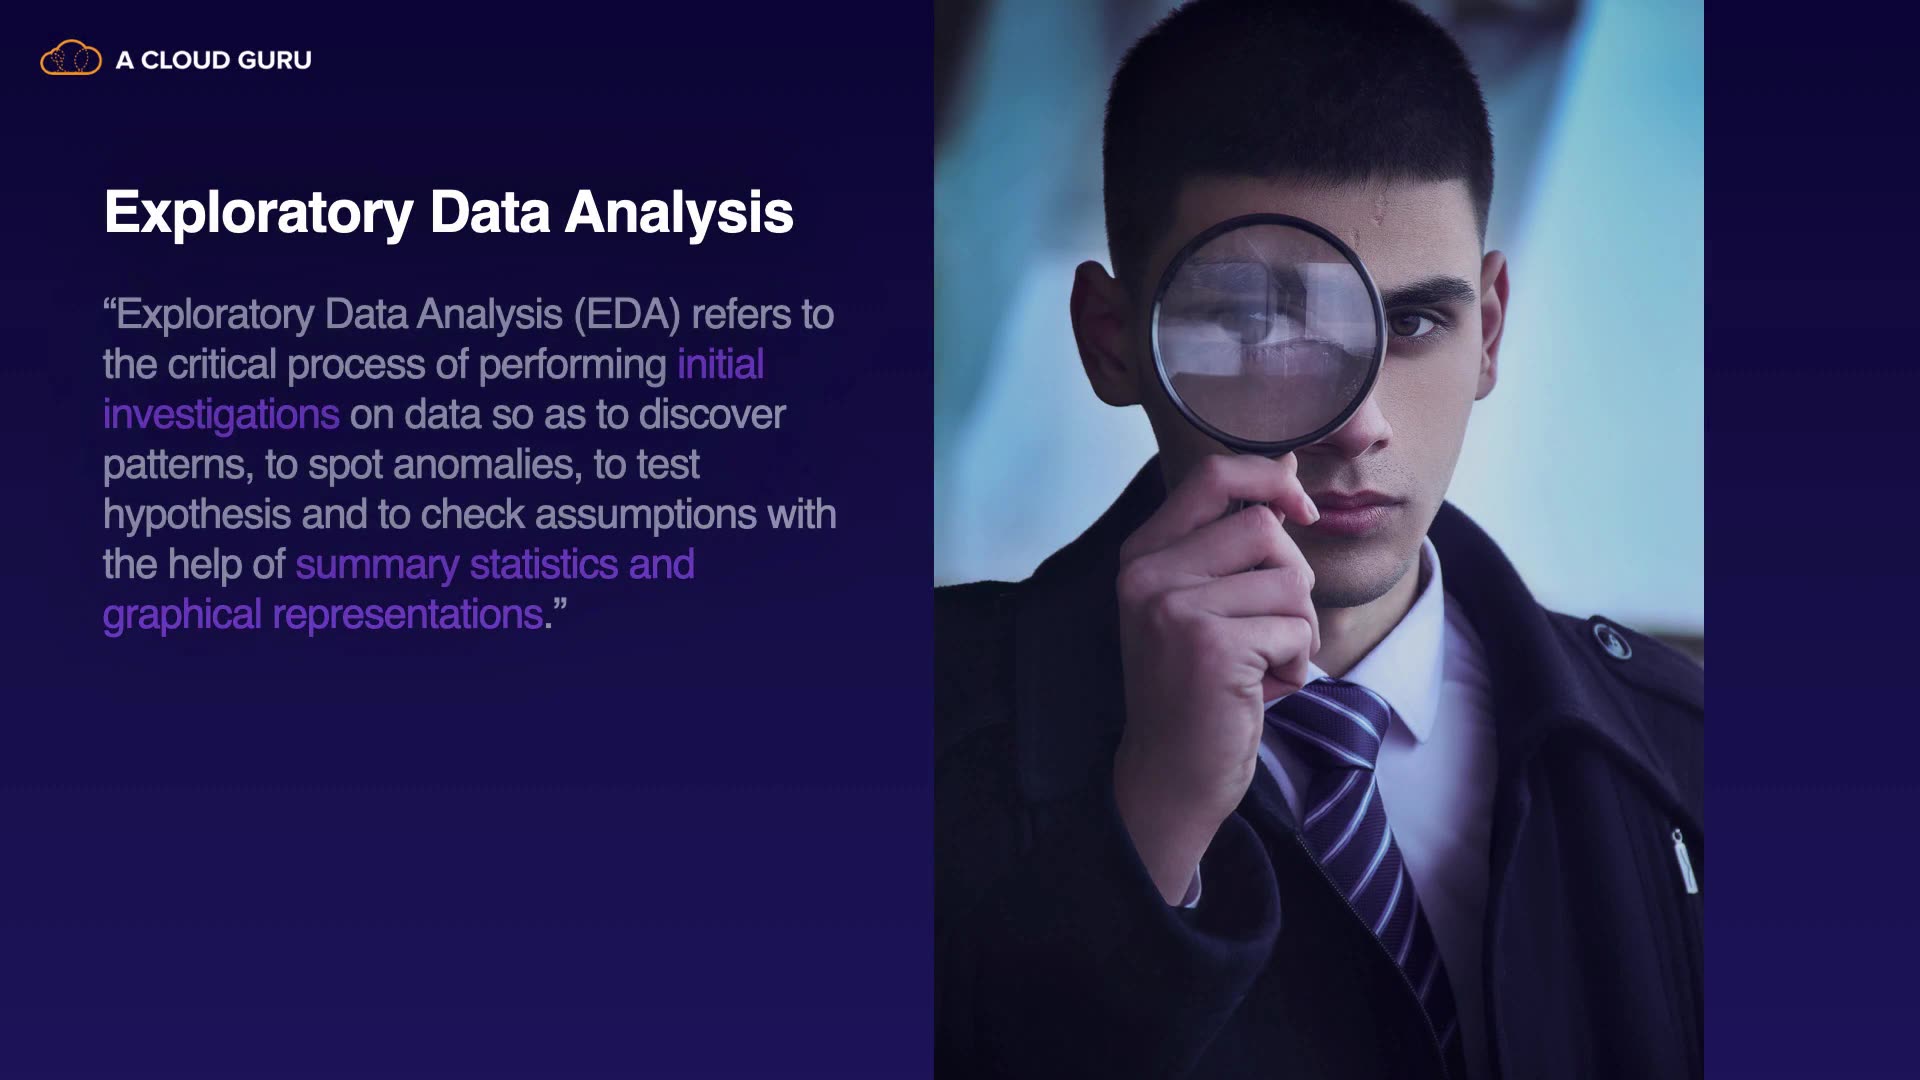 A CLOUD GURU
Exploratory Data Analysis
“Exploratory Data Analysis (EDA) refers to
the critical process of performing initial
investigations on data so as to discover
patterns, to spot anomalies, to test
hypothesis and to check assumptions with
the help of summary statistics and
graphical representations.”